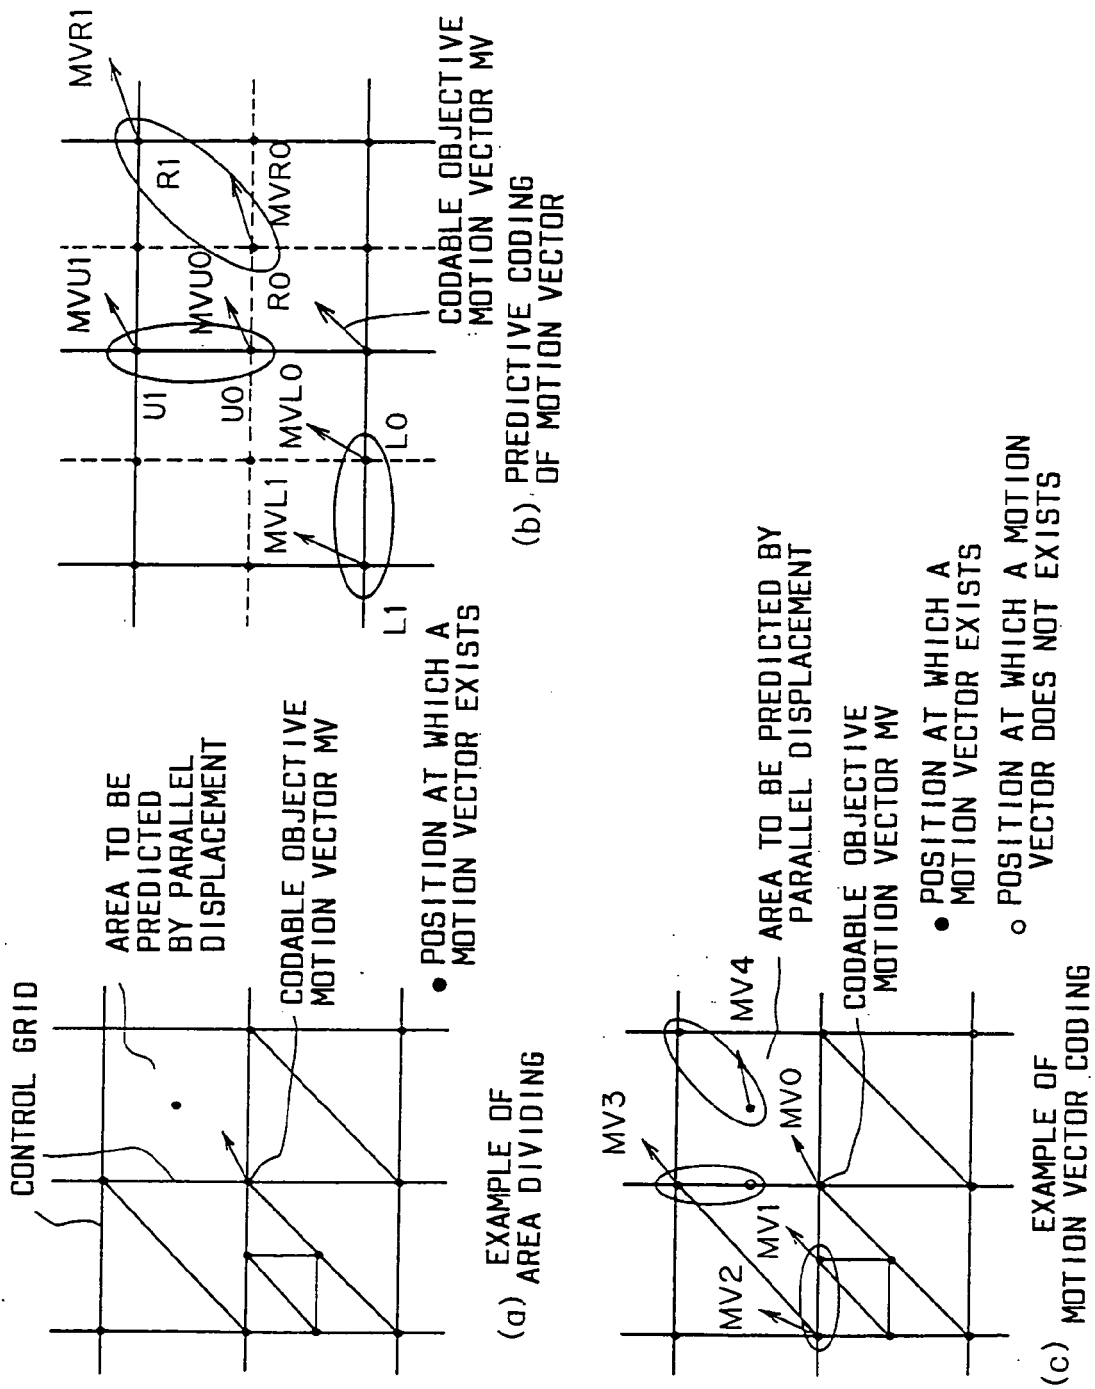 CONTROL GRID
AREA TO BE
PREDICTED
BY PARALLEL
DISPLACEMENT
CODABLE OBJECTIVE
MOTION VECTOR MV
● POSITION AT WHICH A
MOTION VECTOR EXISTS
(a) EXAMPLE OF
AREA DIVIDING
MVU1
MVR1
U1
R1
MVU0
MVR0
U0
R0
MVL1
MVL0
L1
L0
CODABLE OBJECTIVE
MOTION VECTOR MV
(b) PREDICTIVE CODING
OF MOTION VECTOR
MV3
MV4
MV2
MV1
MV0
AREA TO BE PREDICTED BY
PARALLEL DISPLACEMENT
CODABLE OBJECTIVE
MOTION VECTOR MV
● POSITION AT WHICH A
MOTION VECTOR EXISTS
○ POSITION AT WHICH A MOTION
VECTOR DOES NOT EXISTS
(c) EXAMPLE OF
MOTION VECTOR CODING